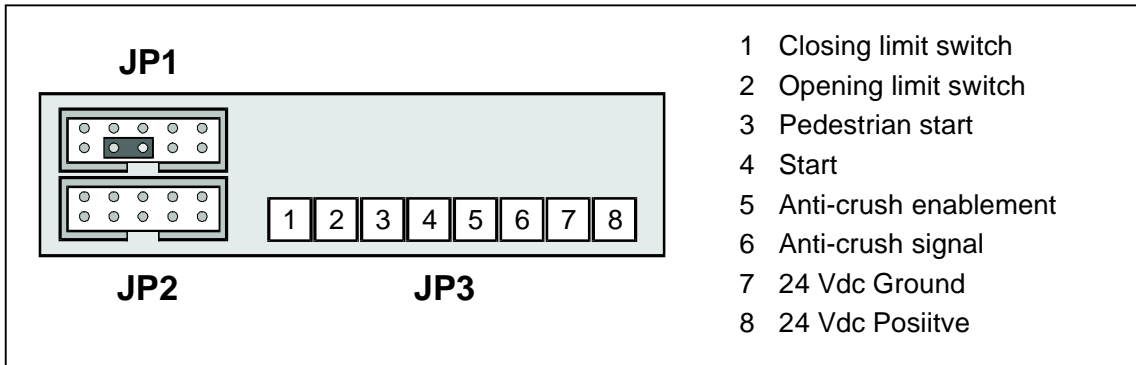 JP1
1 2 3 4 5 6 7 8
JP2 JP3
1 Closing limit switch
2 Opening limit switch
3 Pedestrian start
4 Start
5 Anti-crush enablement
6 Anti-crush signal
7 24 Vdc Ground
8 24 Vdc Posiitve